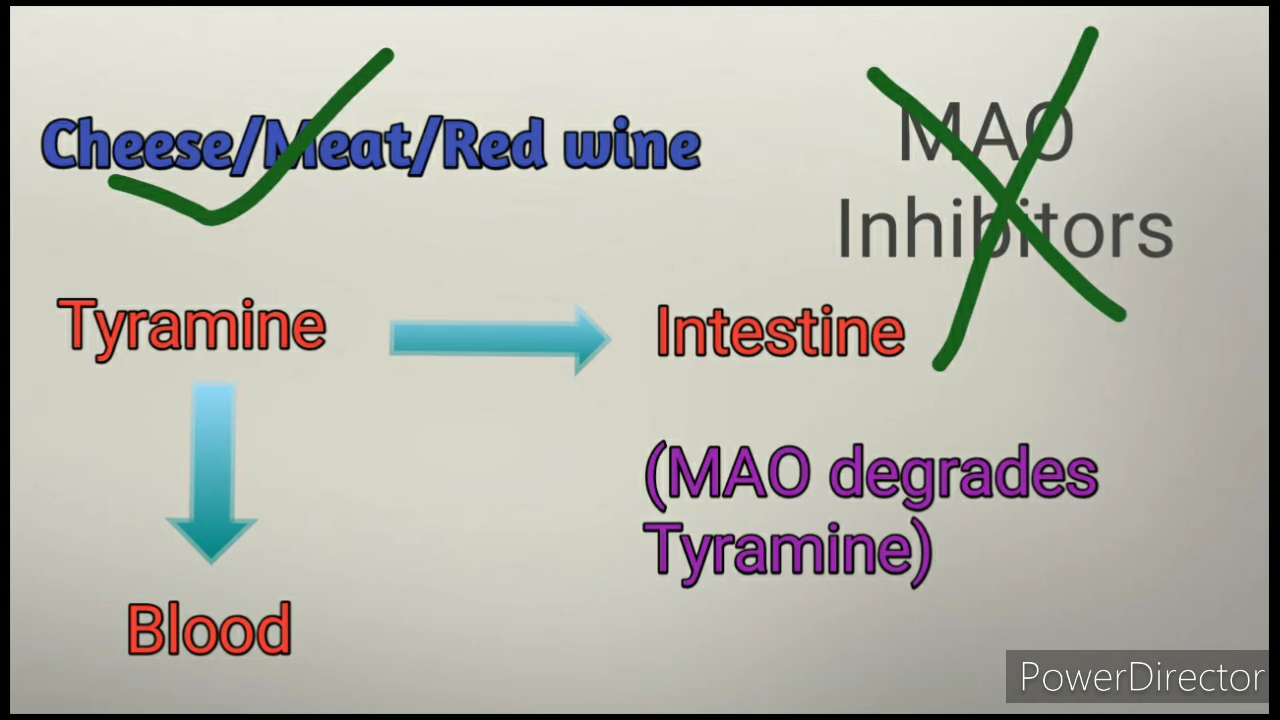 Cheese/Meat/Red wine
MAO
Inhibitors
Tyramine
Intestine
(MAO degrades
Tyramine)
Blood
PowerDirector